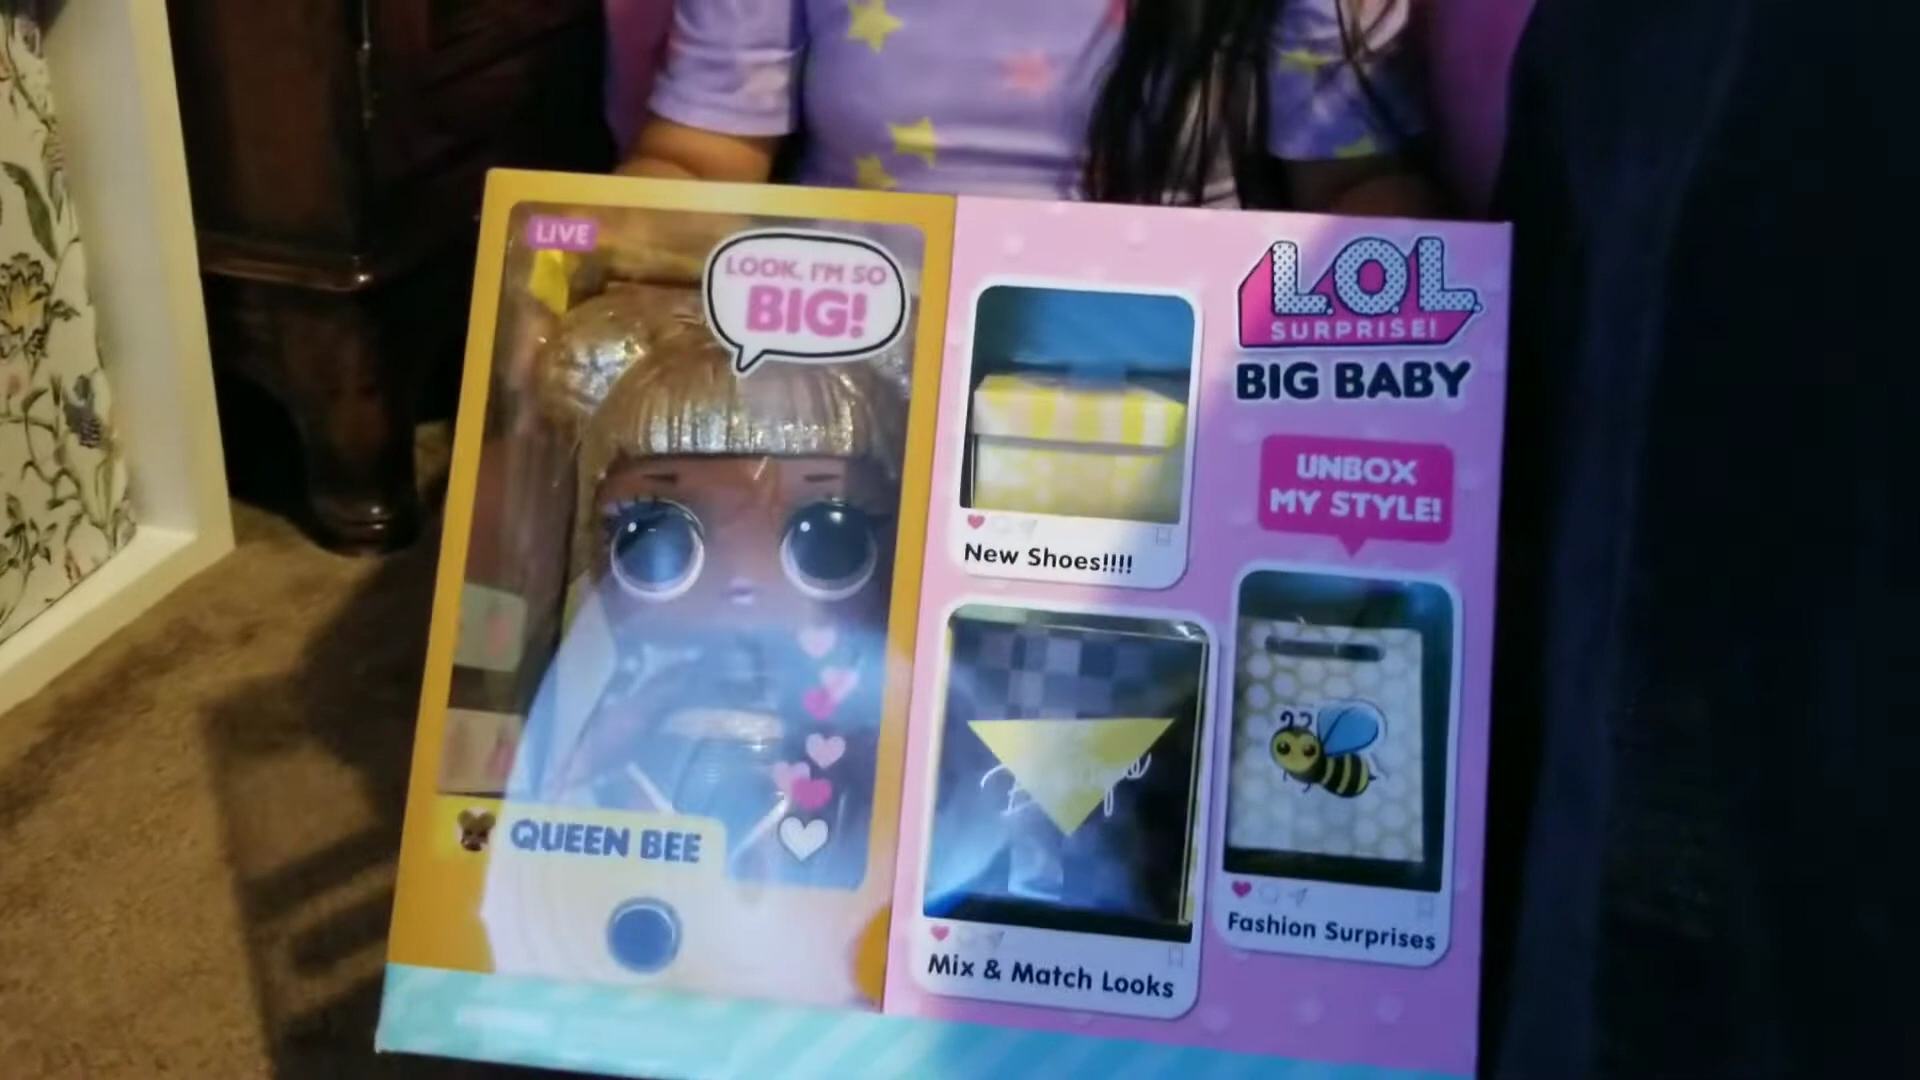 LIVE
LOOK, I'M SO
BIG!
QUEEN BEE
L.O.L.
SURPRISE!
BIG BABY
UNBOX
MY STYLE!
New Shoes!!!!
Mix & Match Looks
Fashion Surprises